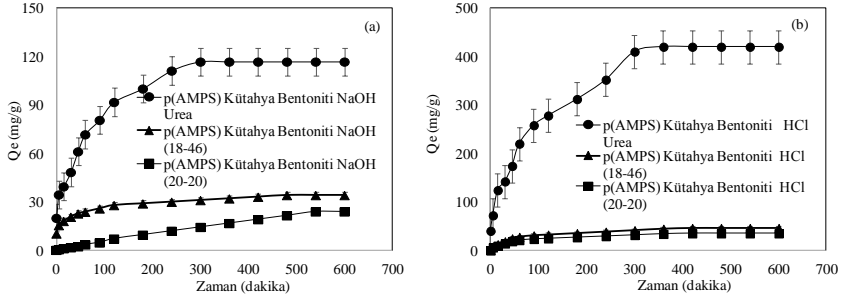 150
120
90
60
30
0
Qe (mg/g)
(a)
p(AMPS) Kütahya Bentoniti NaOH
Urea
p(AMPS) Kütahya Bentoniti NaOH
(18-46)
p(AMPS) Kütahya Bentoniti NaOH
(20-20)
0 100 200 300 400 500 600 700
Zaman (dakika)
500
400
300
200
100
0
Qe (mg/g)
(b)
p(AMPS) Kütahya Bentoniti HCl
Urea
p(AMPS) Kütahya Bentoniti HCl
(18-46)
p(AMPS) Kütahya Bentoniti HCl
(20-20)
0 100 200 300 400 500 600 700
Zaman (dakika)